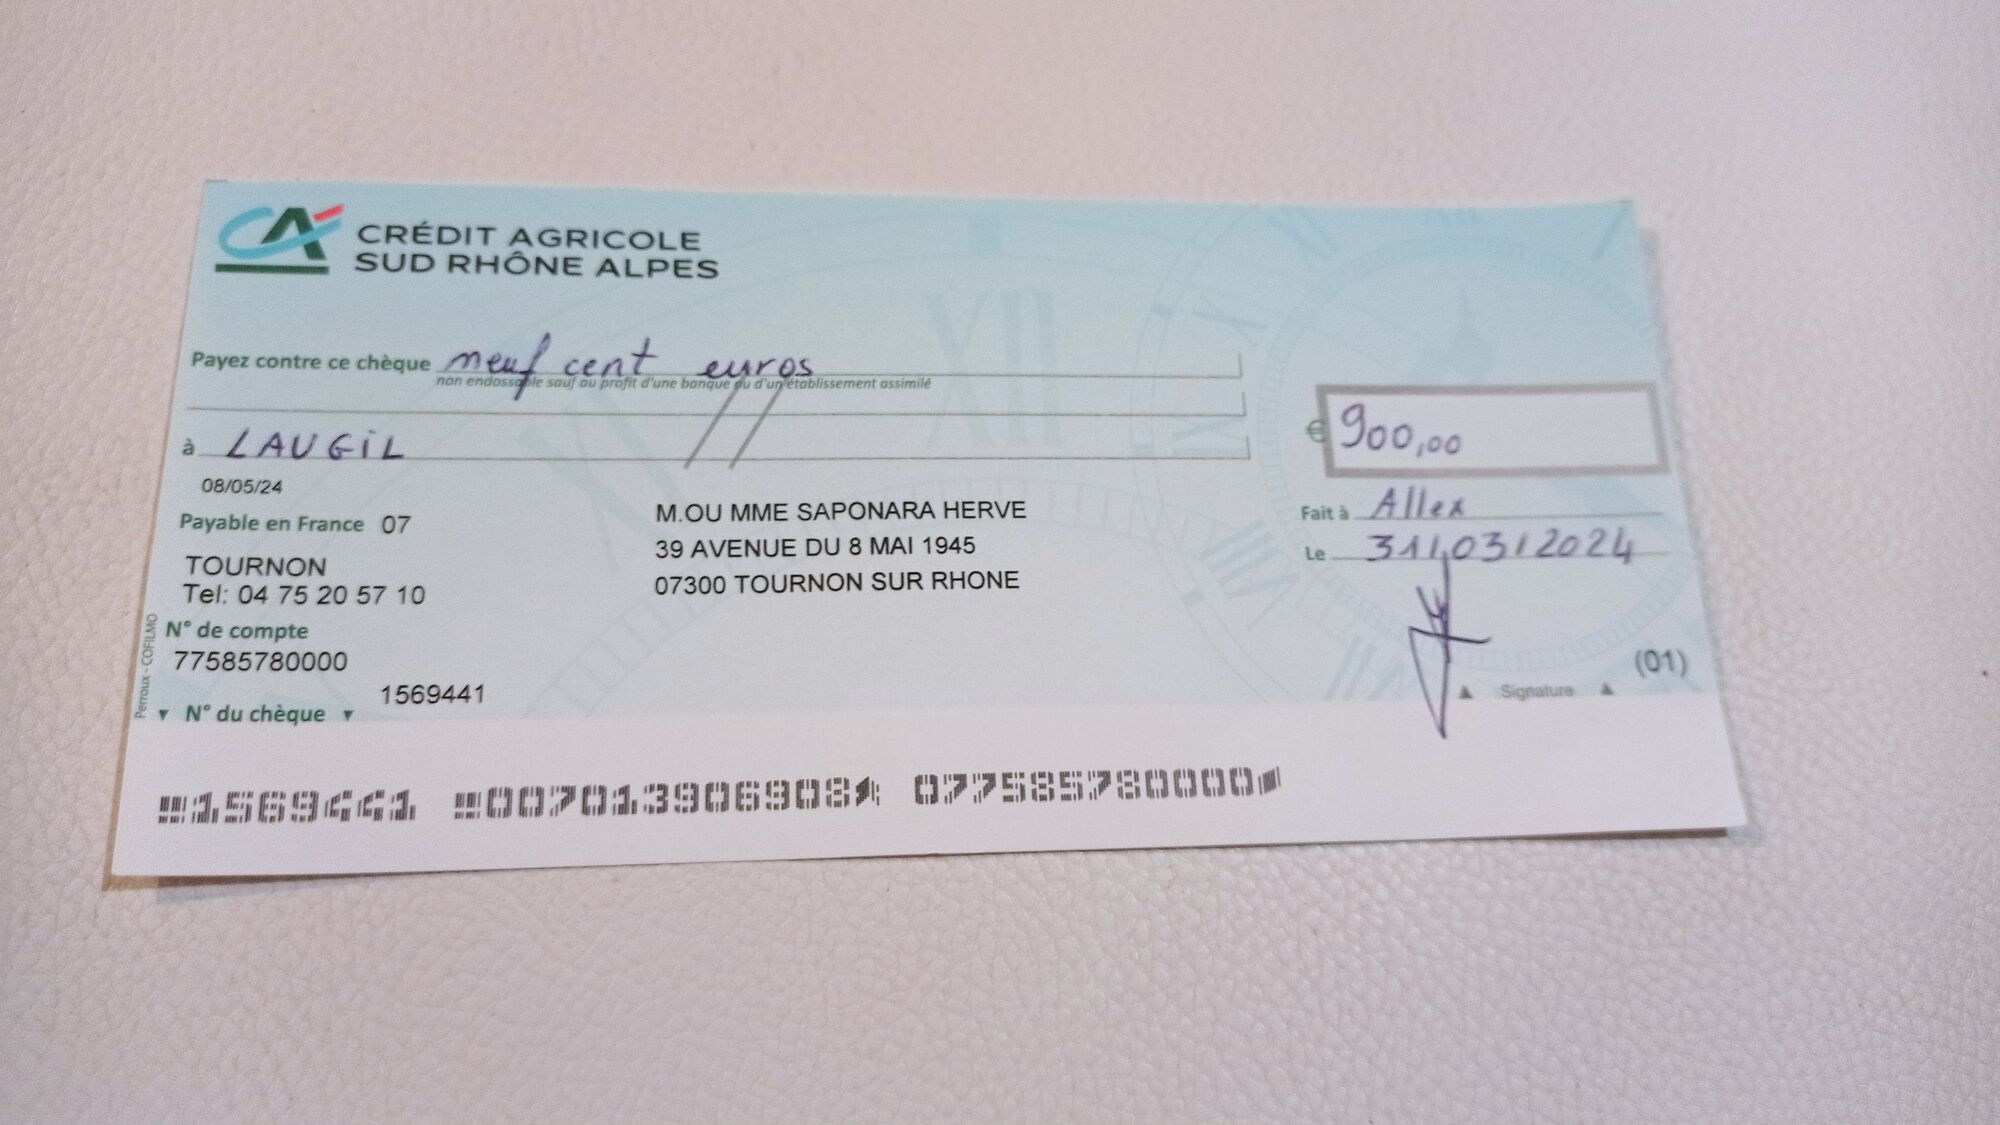 CRÉDIT AGRICOLE
SUD RHÔNE ALPES
Payez contre ce chèque neuf cent euros
non endossable sauf au profit d'une banque ou d'un établissement assimilé
€ 900,00
à LAUGIL
08/05/24
Payable en France 07
TOURNON
Tel: 04 75 20 57 10
M.OU MME SAPONARA HERVE
39 AVENUE DU 8 MAI 1945
07300 TOURNON SUR RHONE
Fait à Allex
Le 31/03/2024
N° de compte
77585780000
1569441
N° du chèque
Perroux - COFILMO
Signature
(01)
1569441 007013906908 077585780000